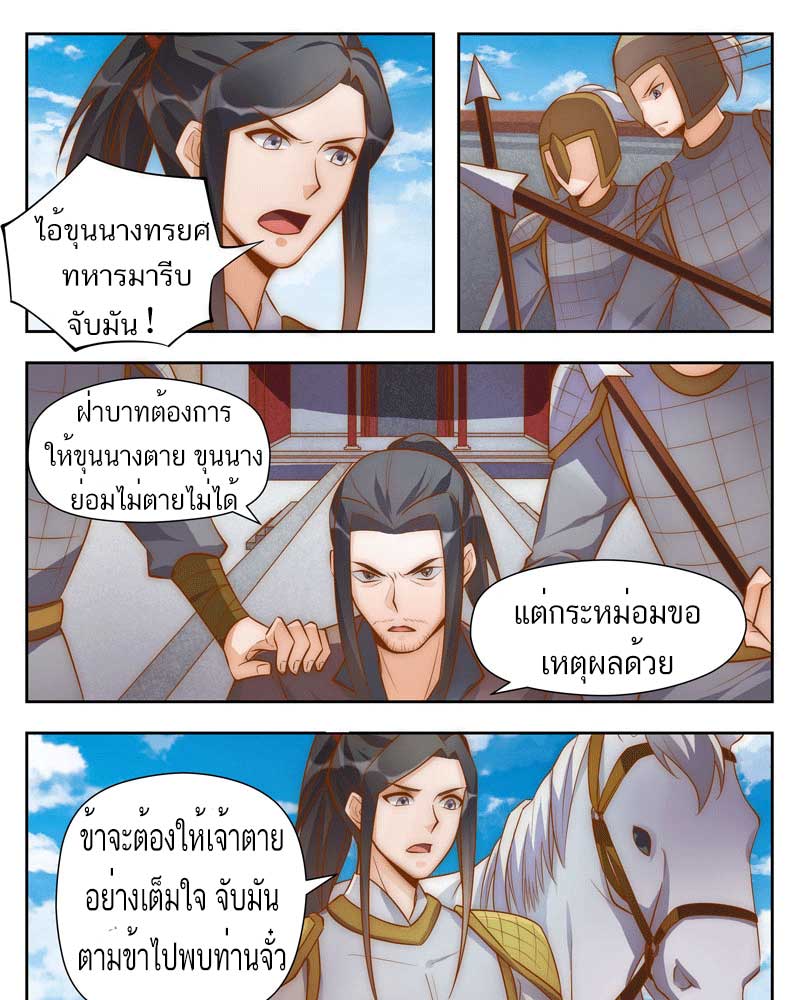 ไอ้ขุนนางทรยศ
ทหารมารีบ
จับมัน !
ฝ่าบาทต้องการ
ให้ขุนนางตาย ขุนนาง
ย่อมไม่ตายไม่ได้
แต่กระหม่อมขอ
เหตุผลด้วย
ข้าจะต้องให้เจ้าตาย
อย่างเต็มใจ จับมัน
ตามข้าไปพบท่านจิ๋ว